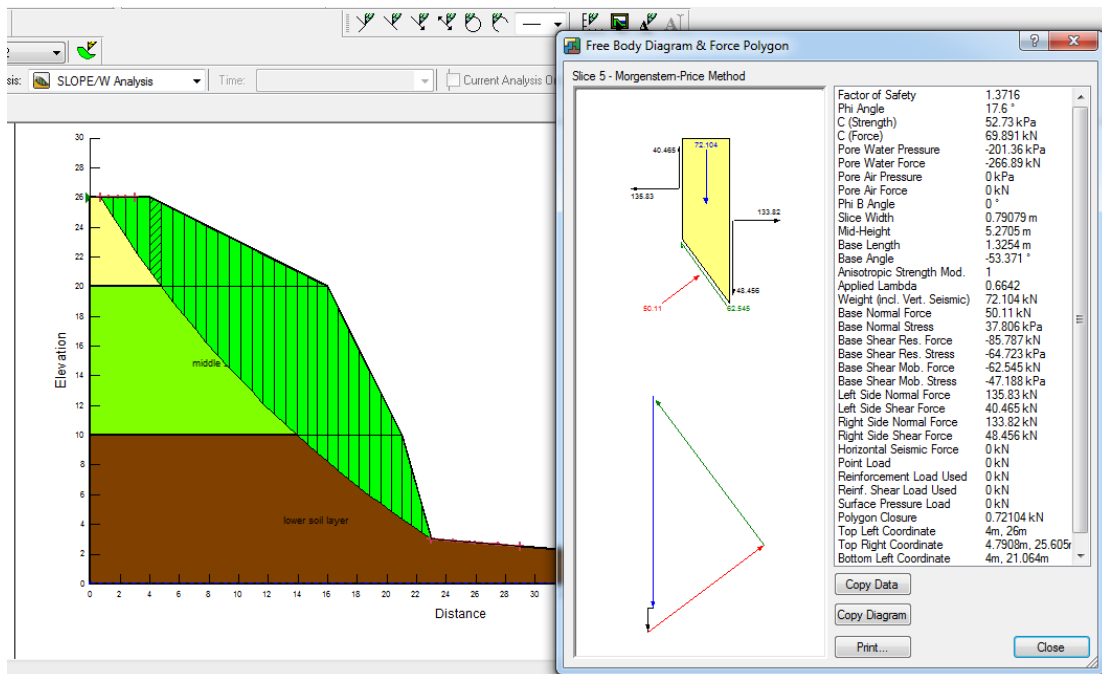 sis: SLOPE/W Analysis Time: Current Analysis O
Free Body Diagram & Force Polygon
Slice 5 - Morgenstern-Price Method
40.465
72.104
135.83
133.82
48.456
50.11
62.545
Factor of Safety 1.3716
Phi Angle 17.6 °
C (Strength) 52.73 kPa
C (Force) 69.891 kN
Pore Water Pressure -201.36 kPa
Pore Water Force -266.89 kN
Pore Air Pressure 0 kPa
Pore Air Force 0 kN
Phi B Angle 0 °
Slice Width 0.79079 m
Mid-Height 5.2705 m
Base Length 1.3254 m
Base Angle -53.371 °
Anisotropic Strength Mod. 1
Applied Lambda 0.6642
Weight (incl. Vert. Seismic) 72.104 kN
Base Normal Force 50.11 kN
Base Normal Stress 37.806 kPa
Base Shear Res. Force -85.787 kN
Base Shear Res. Stress -64.723 kPa
Base Shear Mob. Force -62.545 kN
Base Shear Mob. Stress -47.188 kPa
Left Side Normal Force 135.83 kN
Left Side Shear Force 40.465 kN
Right Side Normal Force 133.82 kN
Right Side Shear Force 48.456 kN
Horizontal Seismic Force 0 kN
Point Load 0 kN
Reinforcement Load Used 0 kN
Reinf. Shear Load Used 0 kN
Surface Pressure Load 0 kN
Polygon Closure 0.72104 kN
Top Left Coordinate 4m, 26m
Top Right Coordinate 4.7908m, 25.605m
Bottom Left Coordinate 4m, 21.064m
Copy Data
Copy Diagram
Print...
Close
30
28
26
24
22
20
18
16
14
12
10
8
6
4
2
0
Elevation
middle
lower soil layer
0 2 4 6 8 10 12 14 16 18 20 22 24 26 28 30
Distance